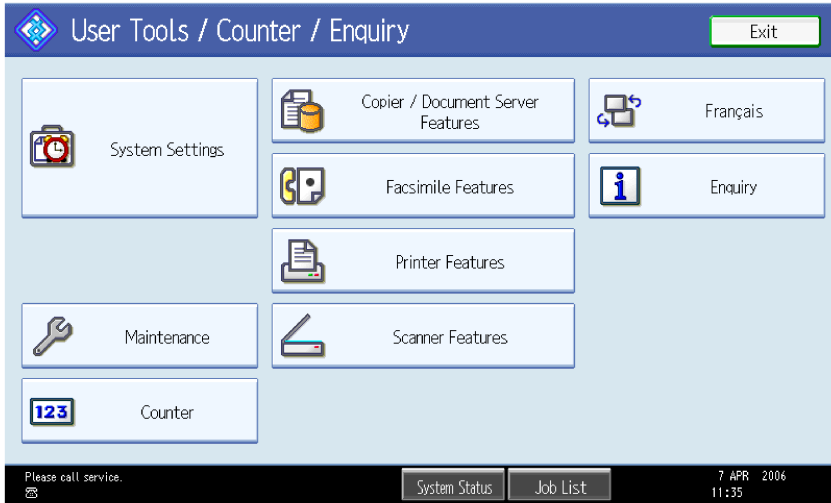 User Tools / Counter / Enquiry
Exit
System Settings
Copier / Document Server
Features
Français
Facsimile Features
Enquiry
Printer Features
Maintenance
Scanner Features
123
Counter
Please call service.
System Status
Job List
7 APR 2006
11:35